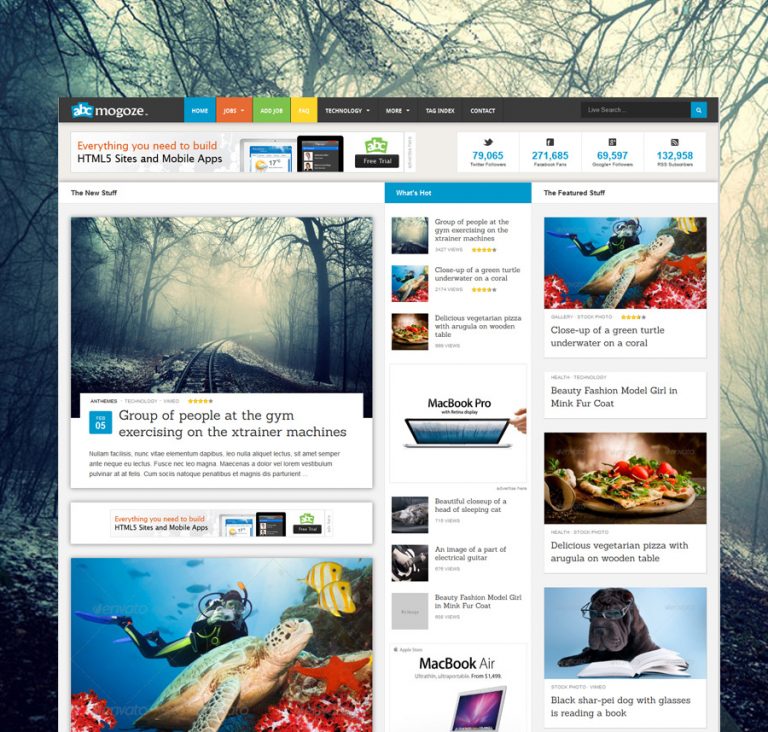 abc mogoze
HOME
JOBS
ADD JOB
FAQ
TECHNOLOGY
MORE
TAG INDEX
CONTACT
Live Search ...
Everything you need to build
HTML5 Sites and Mobile Apps
17°C
abc
Free Trial
advertise here
79,065
Twitter Followers
271,685
Facebook Fans
69,597
Google+ Followers
132,958
RSS Subscribers
The New Stuff
ANTHEMES • TECHNOLOGY • VIMEO
FEB
05
Group of people at the gym
exercising on the xtrainer machines
Nullam facilisis, nunc vitae elementum dapibus, leo nulla aliquet lectus, sit amet semper
ante neque eu lectus. Fusce nec leo magna. Maecenas a dolor vel lorem vestibulum
pulvinar at at felis. Cum sociis natoque penatibus et magnis dis parturient ...
Everything you need to build
HTML5 Sites and Mobile Apps
Free Trial
envato
What's Hot
Group of people at the
gym exercising on the
xtrainer machines
3427 VIEWS
Close-up of a green turtle
underwater on a coral
2174 VIEWS
Delicious vegetarian pizza
with arugula on wooden
table
MacBook Pro
with Retina display
advertise here
Beautiful closeup of a
head of sleeping cat
715 VIEWS
An image of a part of
electrical guitar
676 VIEWS
No Image
Beauty Fashion Model Girl
in Mink Fur Coat
Apple Store
MacBook Air
Ultrathin, ultraportable. From $1,499.
The Featured Stuff
GALLERY • STOCK PHOTO
Close-up of a green turtle
underwater on a coral
HEALTH • TECHNOLOGY
Beauty Fashion Model Girl in
Mink Fur Coat
HEALTH • STOCK PHOTO
Delicious vegetarian pizza with
arugula on wooden table
STOCK PHOTO • VIMEO
Black shar-pei dog with glasses
is reading a book